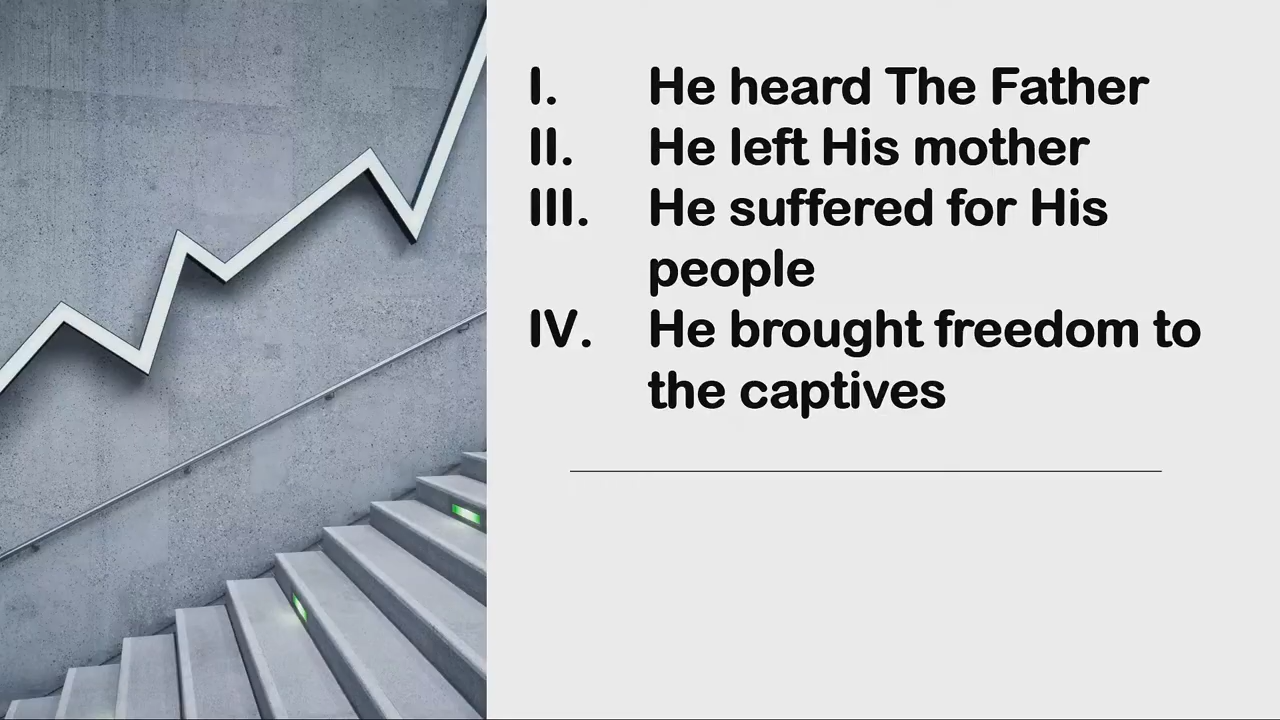 I. He heard The Father
II. He left His mother
III. He suffered for His
people
IV. He brought freedom to
the captives